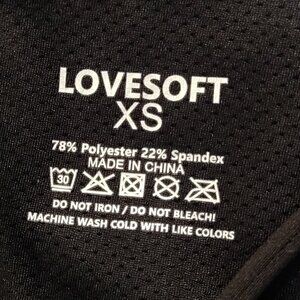 LOVESOFT
XS
78% Polyester 22% Spandex
MADE IN CHINA
30
DO NOT IRON / DO NOT BLEACH!
MACHINE WASH COLD WITH LIKE COLORS